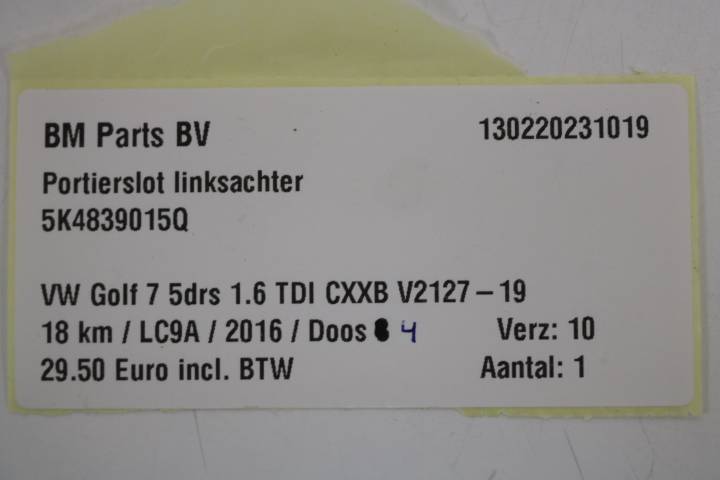 BM Parts BV 130220231019
Portierslot linksachter
5K4839015Q
VW Golf 7 5drs 1.6 TDI CXXB V2127-19
18 km / LC9A / 2016 / Doos 4 Verz: 10
29.50 Euro incl. BTW Aantal: 1